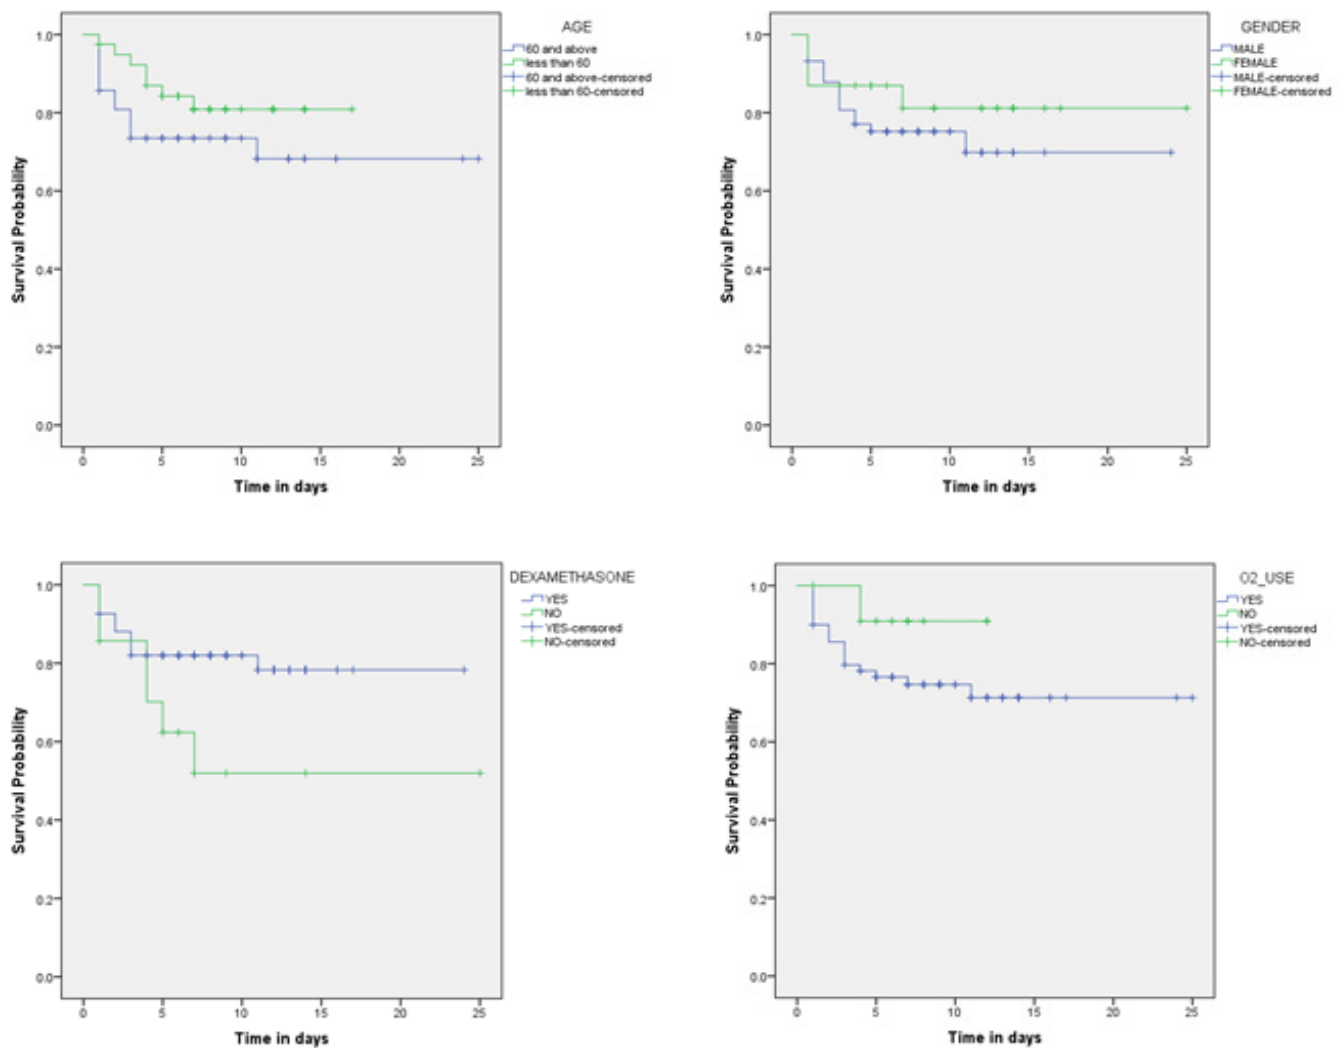 AGE
60 and above
less than 60
60 and above-censored
less than 60-censored
1.0
0.8
0.6
0.4
0.2
0.0
Survival Probability
0 5 10 15 20 25
Time in days
GENDER
MALE
FEMALE
MALE-censored
FEMALE-censored
1.0
0.8
0.6
0.4
0.2
0.0
Survival Probability
0 5 10 15 20 25
Time in days
DEXAMETHASONE
YES
NO
YES-censored
NO-censored
1.0
0.8
0.6
0.4
0.2
0.0
Survival Probability
0 5 10 15 20 25
Time in days
O2_USE
YES
NO
YES-censored
NO-censored
1.0
0.8
0.6
0.4
0.2
0.0
Survival Probability
0 5 10 15 20 25
Time in days